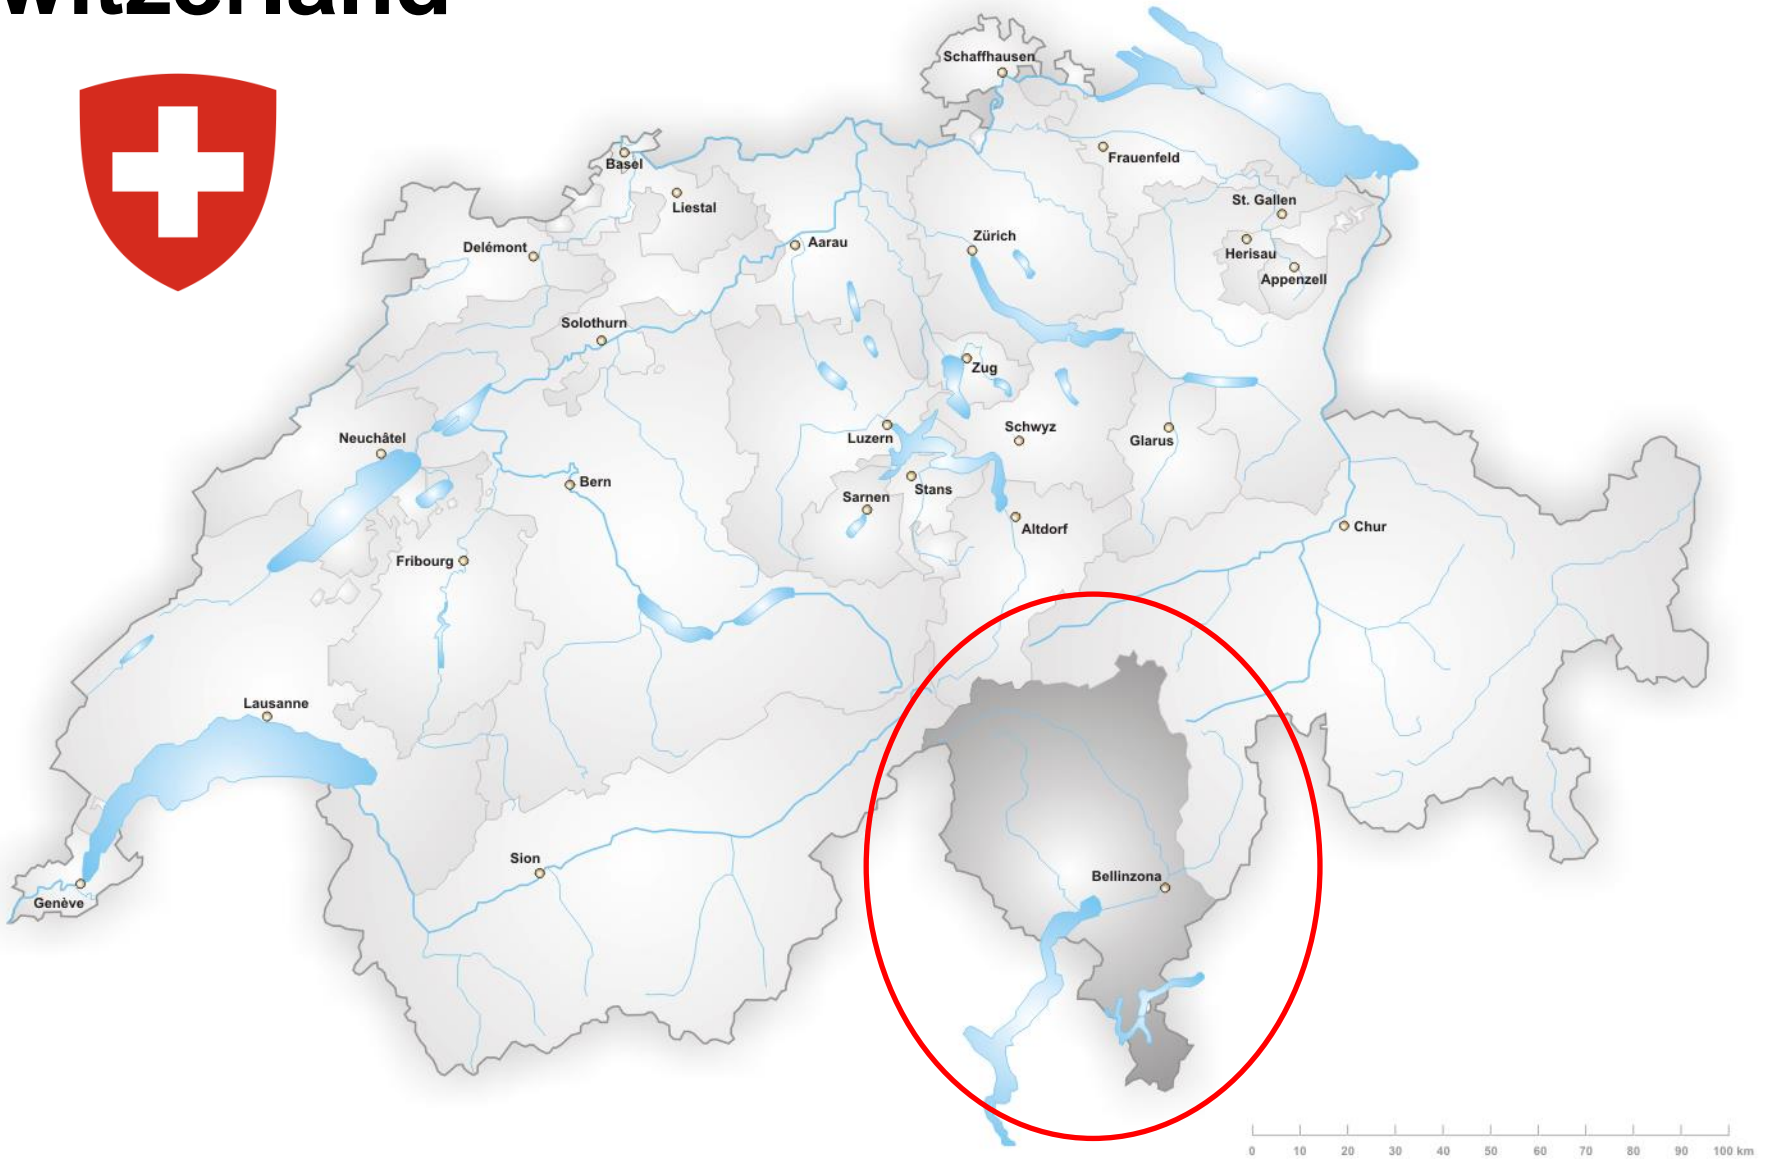 witzerland
Schaffhausen
Basel
Frauenfeld
Liestal
St. Gallen
Delémont
Aarau
Zürich
Herisau
Appenzell
Solothurn
Zug
Neuchâtel
Luzern
Schwyz
Glarus
Bern
Stans
Sarnen
Altdorf
Chur
Fribourg
Lausanne
Sion
Bellinzona
Genève
0 10 20 30 40 50 60 70 80 90 100 km